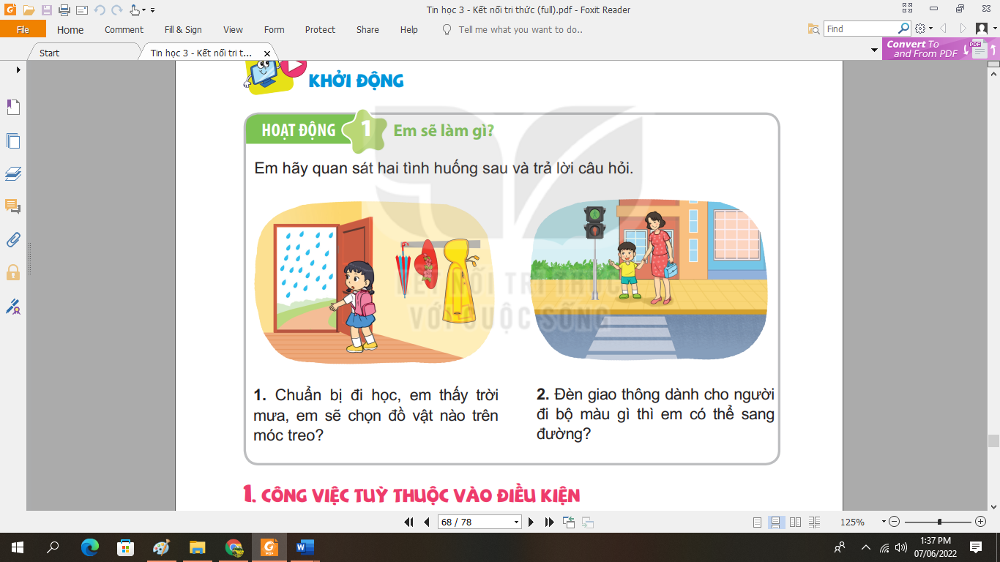 Tin học 3 - Kết nối tri thức (full).pdf - Foxit Reader
File Home Comment Fill & Sign View Form Protect Share Help Tell me what you want to do.. Find
Start Tin học 3 - Kết nối tri t... Convert To
and From PDF
PDF
KHỞI ĐỘNG
HOẠT ĐỘNG 1 Em sẽ làm gì?
Em hãy quan sát hai tình huống sau và trả lời câu hỏi.
KẾT NỐI TRI THỨC
VỚI CUỘC SỐNG
1. Chuẩn bị đi học, em thấy trời
mưa, em sẽ chọn đồ vật nào trên
móc treo?
2. Đèn giao thông dành cho người
đi bộ màu gì thì em có thể sang
đường?
1. CÔNG VIỆC TUỲ THUỘC VÀO ĐIỀU KIỆN
68 / 78 125%
1:37 PM
07/06/2022